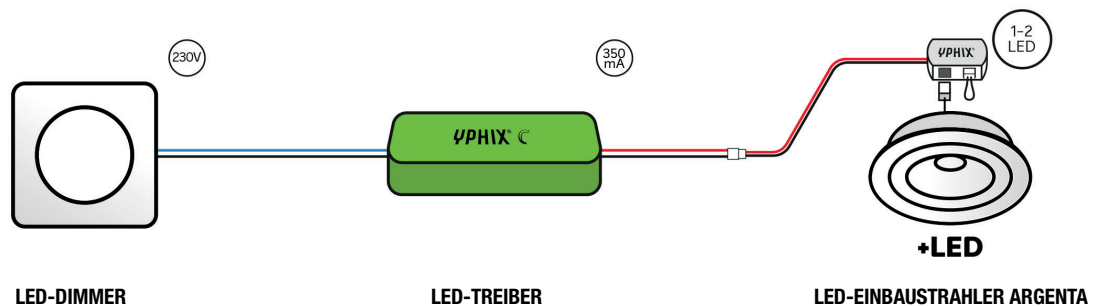 230V
350
mA
1-2
LED
YPHIX®
YPHIX®
+LED
LED-DIMMER
LED-TREIBER
LED-EINBAUSTRAHLER ARGENTA